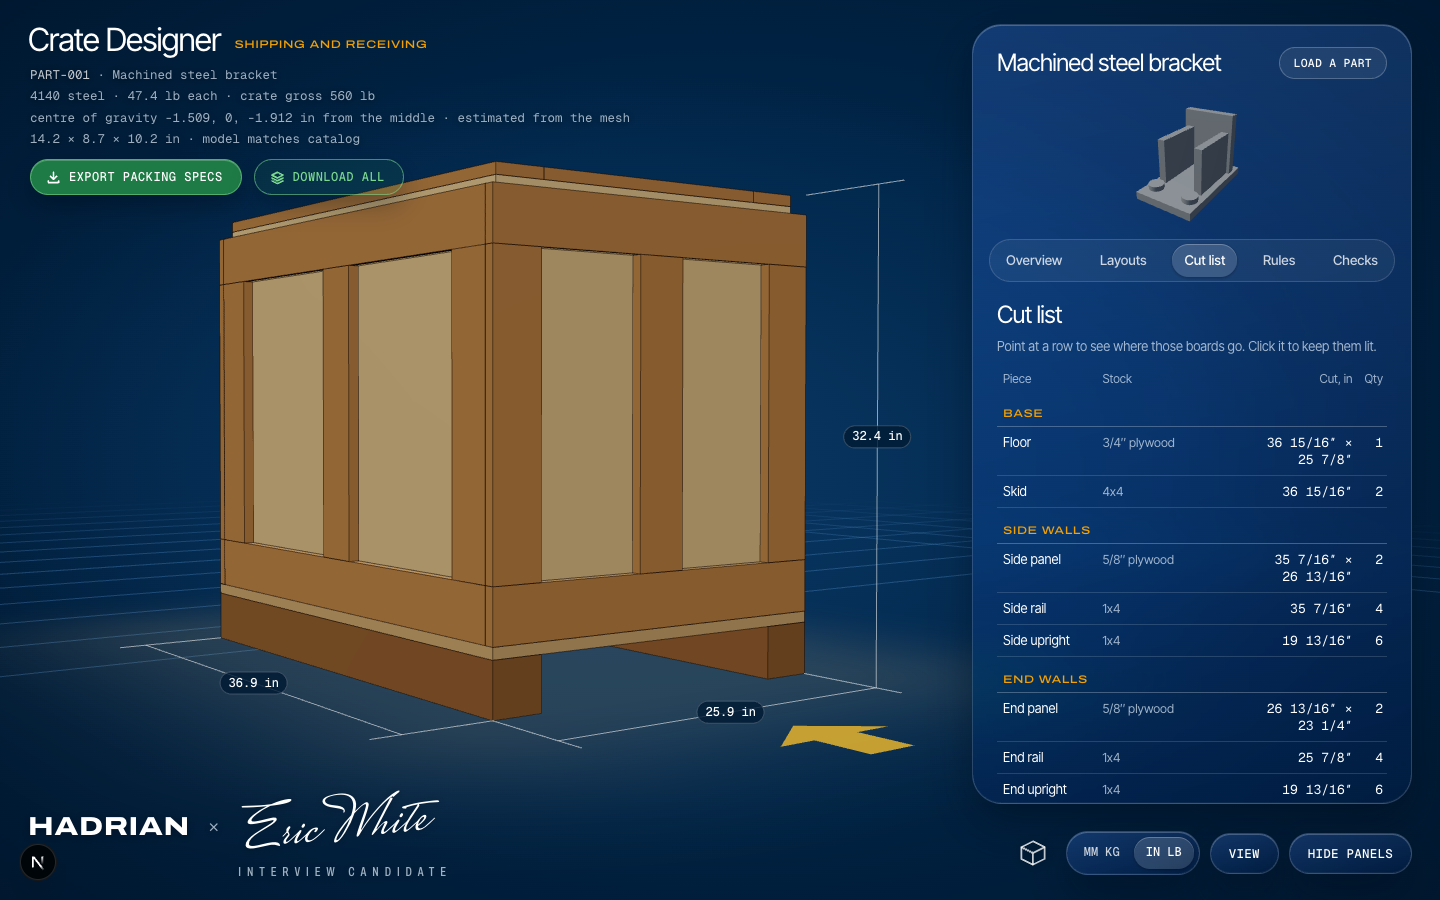 Crate Designer SHIPPING AND RECEIVING
PART-001 · Machined steel bracket
4140 steel · 47.4 lb each · crate gross 560 lb
centre of gravity -1.509, 0, -1.912 in from the middle · estimated from the mesh
14.2 × 8.7 × 10.2 in · model matches catalog
EXPORT PACKING SPECS
DOWNLOAD ALL
32.4 in
36.9 in
25.9 in
HADRIAN × Eric White
INTERVIEW CANDIDATE
N
Machined steel bracket
LOAD A PART
Overview Layouts Cut list Rules Checks
Cut list
Point at a row to see where those boards go. Click it to keep them lit.
Piece Stock Cut, in Qty
BASE
Floor 3/4″ plywood 36 15/16″ × 1
25 7/8″
Skid 4x4 36 15/16″ 2
SIDE WALLS
Side panel 5/8″ plywood 35 7/16″ × 2
26 13/16″
Side rail 1x4 35 7/16″ 4
Side upright 1x4 19 13/16″ 6
END WALLS
End panel 5/8″ plywood 26 13/16″ × 2
23 1/4″
End rail 1x4 25 7/8″ 4
End upright 1x4 19 13/16″ 6
MM KG IN LB
VIEW
HIDE PANELS